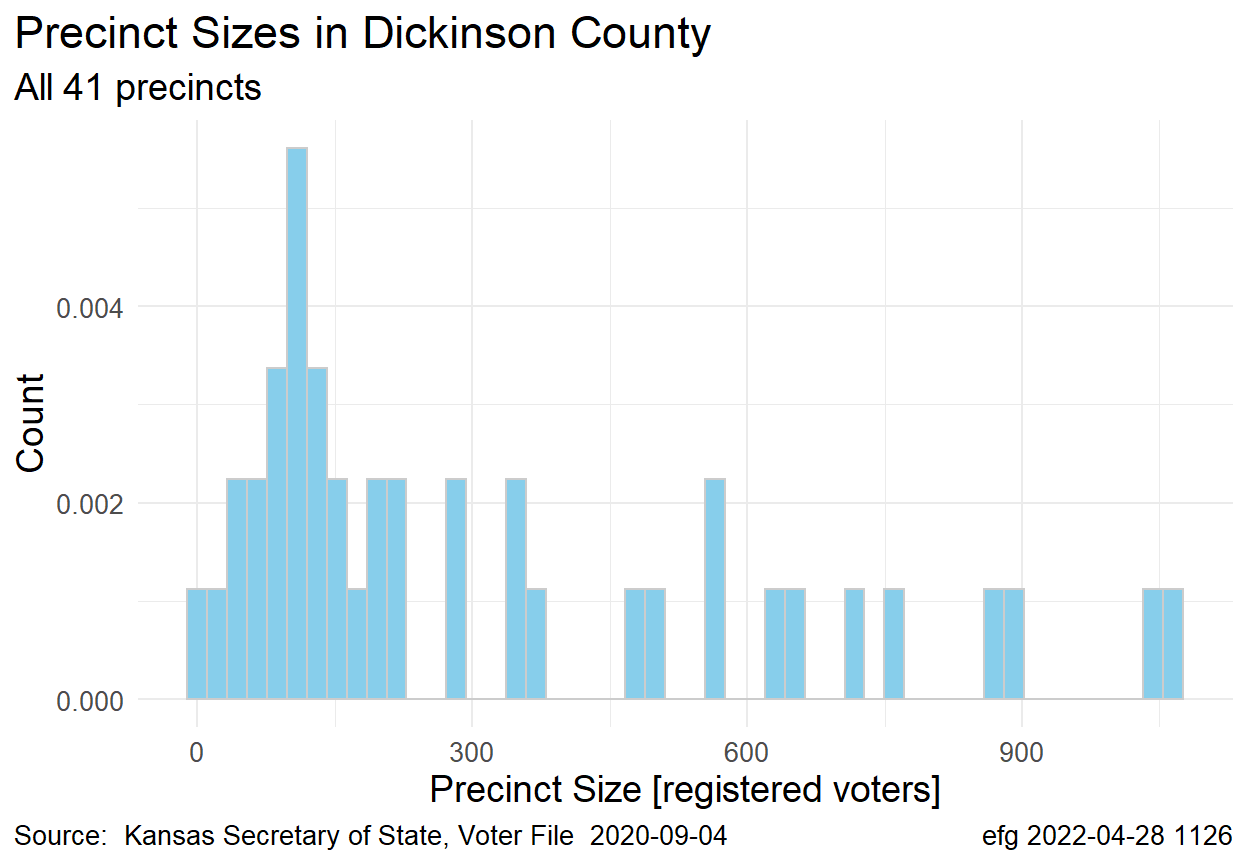 Precinct Sizes in Dickinson County
All 41 precincts
0.004
0.002
0.000
Count
0 300 600 900
Precinct Size [registered voters]
Source:  Kansas Secretary of State, Voter File  2020-09-04
efg 2022-04-28 1126